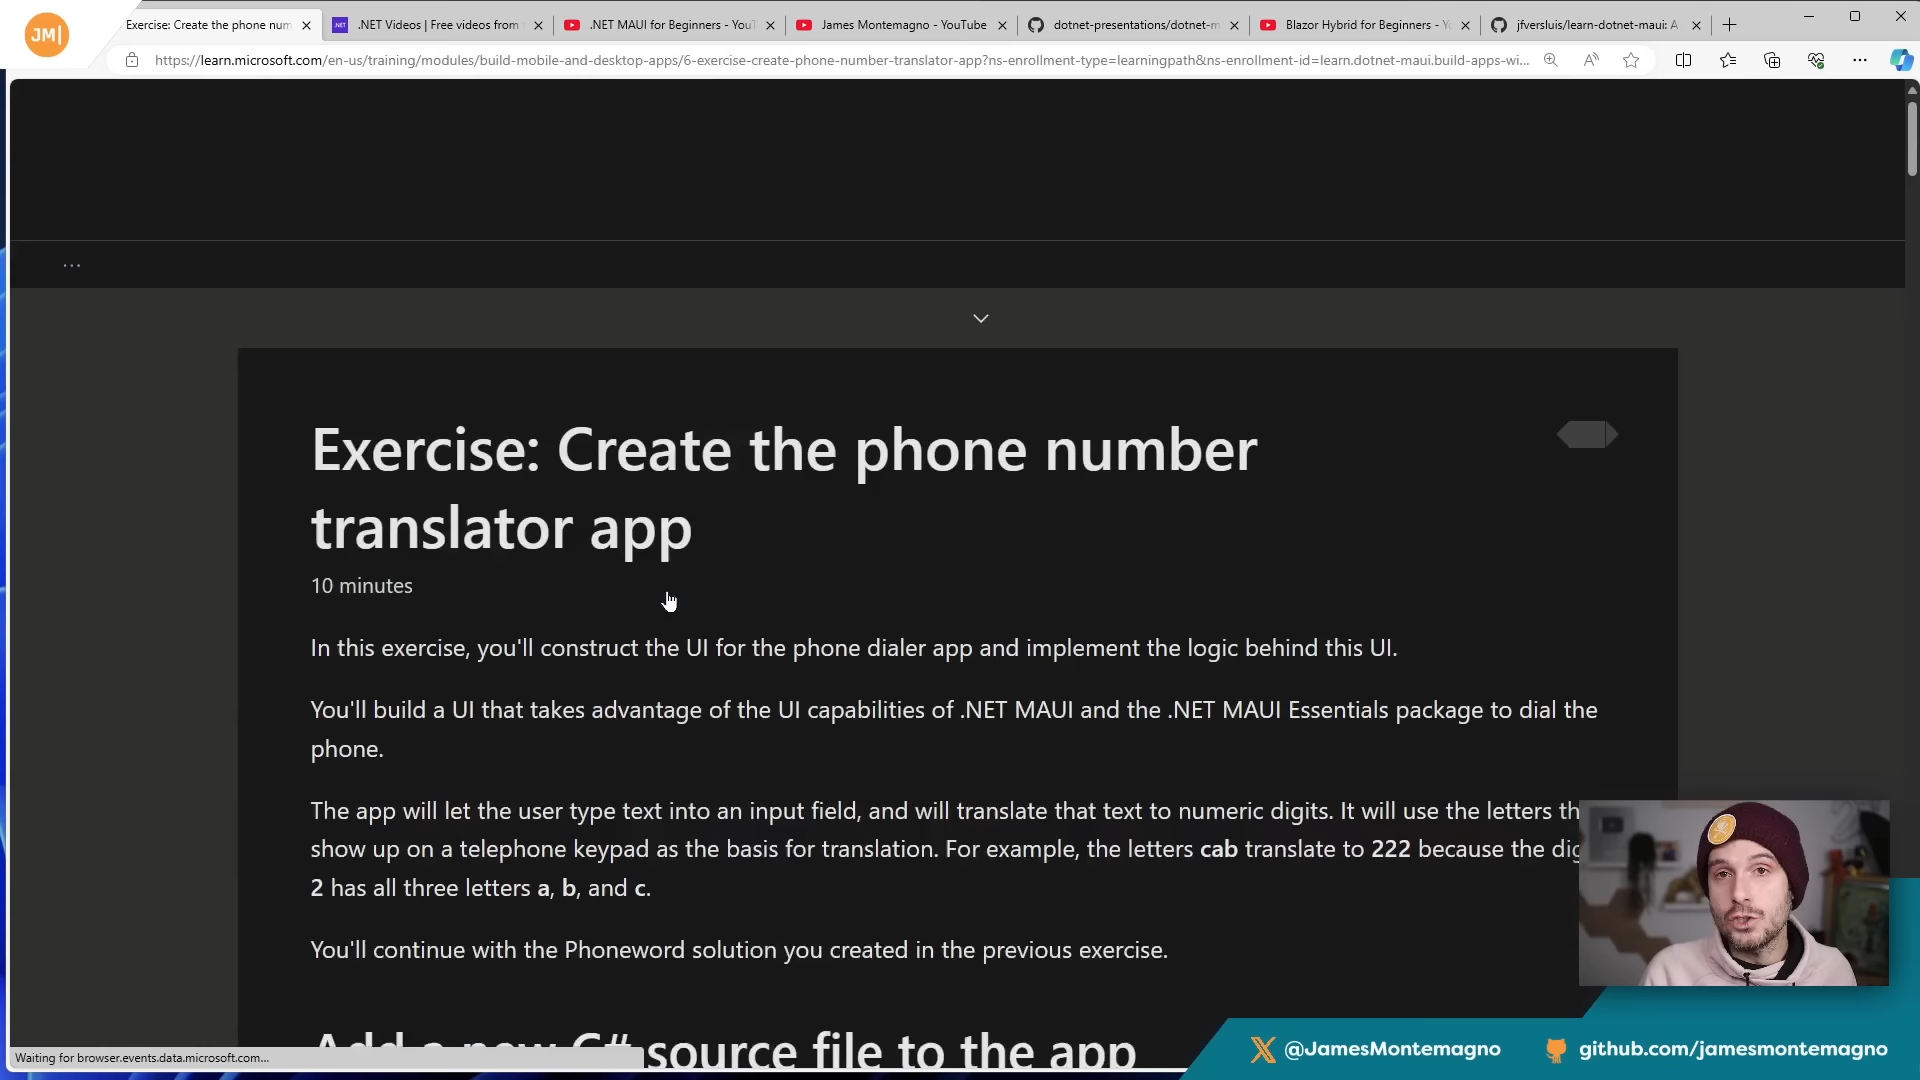 JM|
Exercise: Create the phone num
.NET Videos | Free videos from
.NET MAUI for Beginners - YouT
James Montemagno - YouTube
dotnet-presentations/dotnet-m
Blazor Hybrid for Beginners - Yo
jfversluis/learn-dotnet-maui: A
https://learn.microsoft.com/en-us/training/modules/build-mobile-and-desktop-apps/6-exercise-create-phone-number-translator-app?ns-enrollment-type=learningpath&ns-enrollment-id=learn.dotnet-maui.build-apps-wi...
Exercise: Create the phone number
translator app
10 minutes
In this exercise, you'll construct the UI for the phone dialer app and implement the logic behind this UI.
You'll build a UI that takes advantage of the UI capabilities of .NET MAUI and the .NET MAUI Essentials package to dial the
phone.
The app will let the user type text into an input field, and will translate that text to numeric digits. It will use the letters th
show up on a telephone keypad as the basis for translation. For example, the letters cab translate to 222 because the dig
2 has all three letters a, b, and c.
You'll continue with the Phoneword solution you created in the previous exercise.
Add a new C# source file to the app
Waiting for browser.events.data.microsoft.com...
@JamesMontemagno
github.com/jamesmontemagno